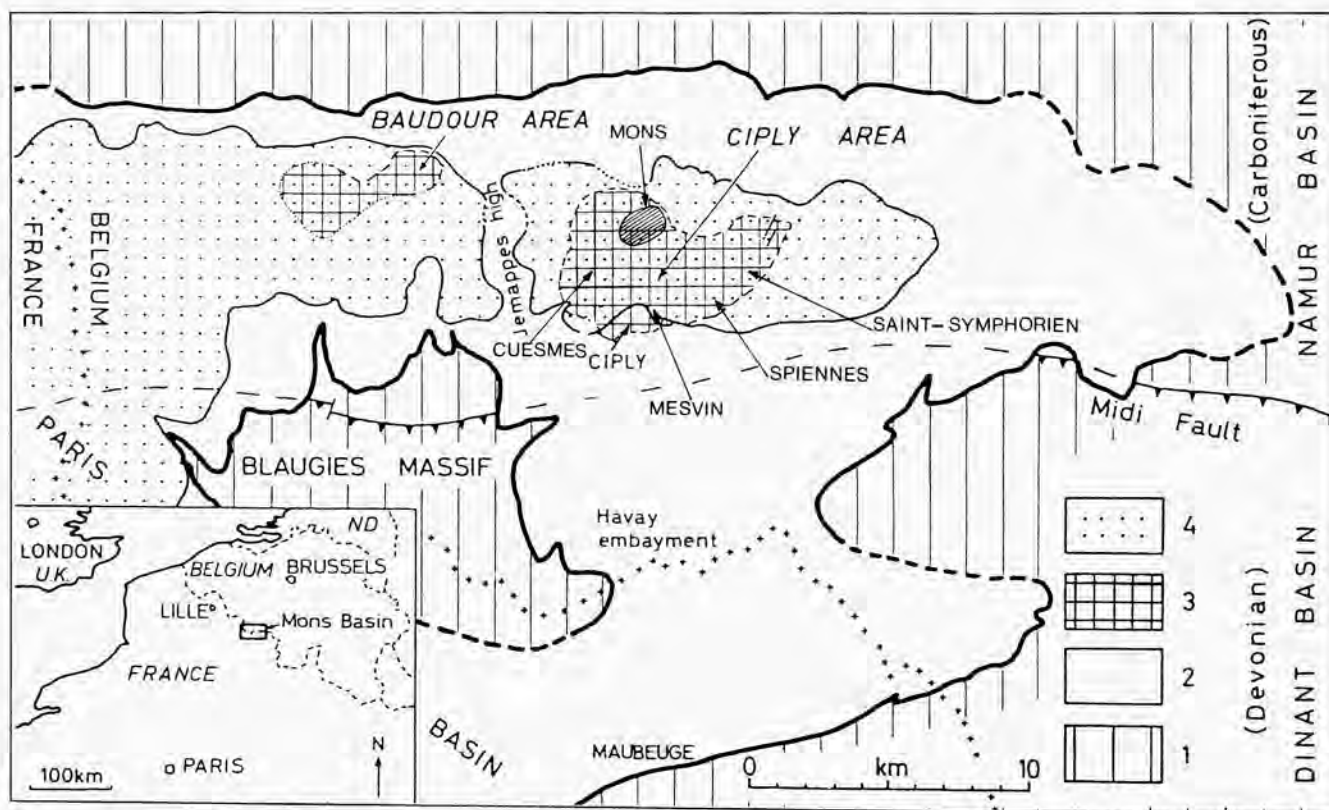 BAUDOUR AREA
MONS
CIPLY AREA
(Carboniferous)
NAMUR BASIN
FRANCE
BELGIUM
Jemappes high
CUESMES
CIPLY
MESVIN
SPIENNES
SAINT-SYMPHORIEN
Midi Fault
PARIS
BLAUGIES MASSIF
Havay
embayment
BASIN
MAUBEUGE
0 km 10
4
3
2
1
(Devonian)
DINANT BASIN
ND
LONDON
U.K.
BELGIUM
BRUSSELS
LILLE
Mons Basin
FRANCE
PARIS
N
100km